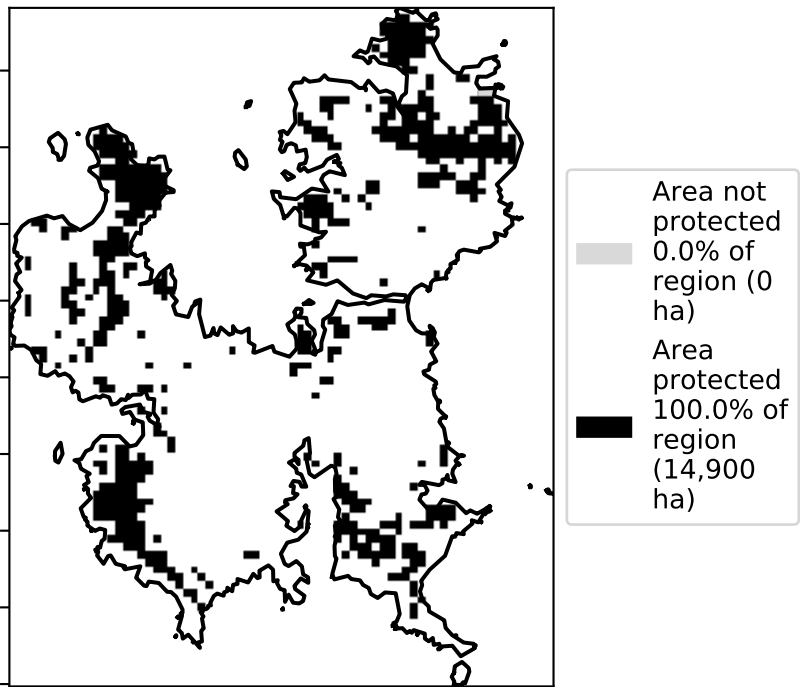 Area not
protected
0.0% of
region (0
ha)
Area
protected
100.0% of
region
(14,900
ha)